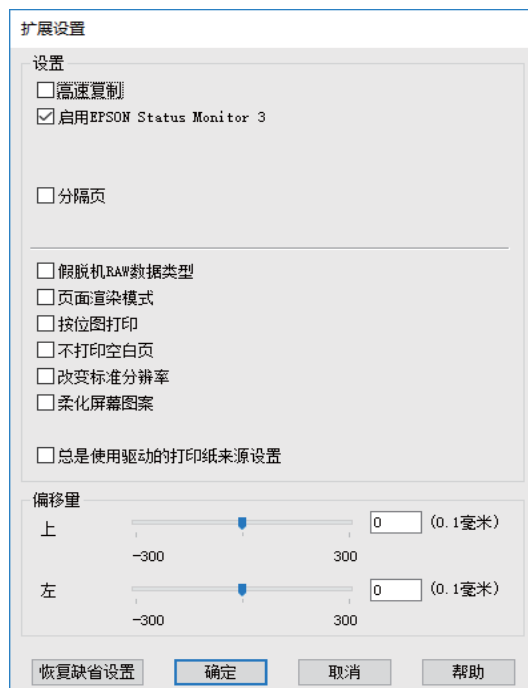 扩展设置
设置
高速复制
启用EPSON Status Monitor 3
分隔页
假脱机RAW数据类型
页面渲染模式
按位图打印
不打印空白页
改变标准分辨率
柔化屏幕图案
总是使用驱动的打印纸来源设置
偏移量
上 0 (0.1毫米)
-300 300
左 0 (0.1毫米)
-300 300
恢复缺省设置 确定 取消 帮助